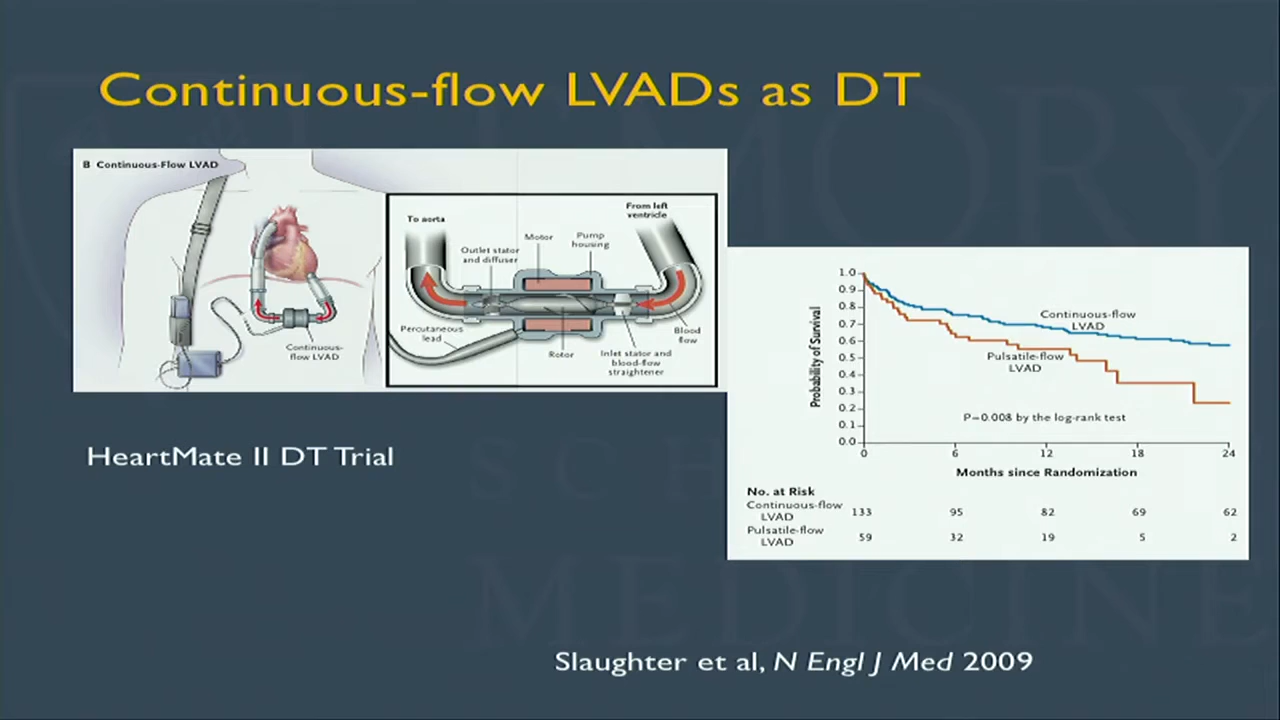 Continuous-flow LVADs as DT
B Continuous-Flow LVAD
Continuous-
flow LVAD
To aorta
From left
ventricle
Outlet stator
and diffuser
Motor
Pump
housing
Percutaneous
lead
Rotor
Inlet stator and
blood-flow
straightener
Blood
flow
HeartMate II DT Trial
Probability of Survival
1.0
0.9
0.8
0.7
0.6
0.5
0.4
0.3
0.2
0.1
0.0
Continuous-flow
LVAD
Pulsatile-flow
LVAD
P=0.008 by the log-rank test
0 6 12 18 24
Months since Randomization
No. at Risk
Continuous-flow
LVAD 133 95 82 69 62
Pulsatile-flow
LVAD 59 32 19 5 2
Slaughter et al, N Engl J Med 2009
EMORY
SCHOOL
MEDICINE